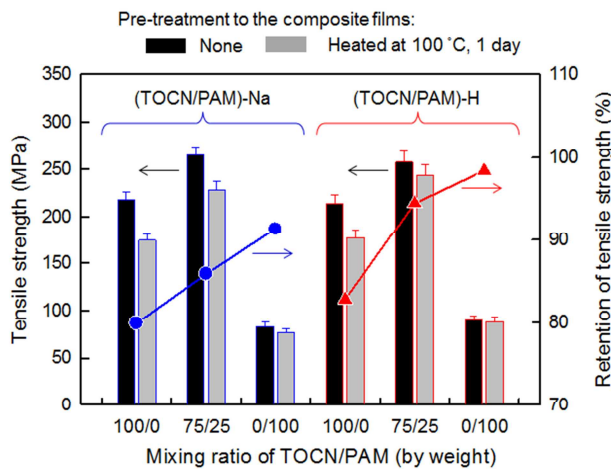 Pre-treatment to the composite films:
None
Heated at 100 ˚C, 1 day
350
300
250
200
150
100
50
0
Tensile strength (MPa)
(TOCN/PAM)-Na
(TOCN/PAM)-H
110
100
90
80
70
Retention of tensile strength (%)
100/0 75/25 0/100 100/0 75/25 0/100
Mixing ratio of TOCN/PAM (by weight)